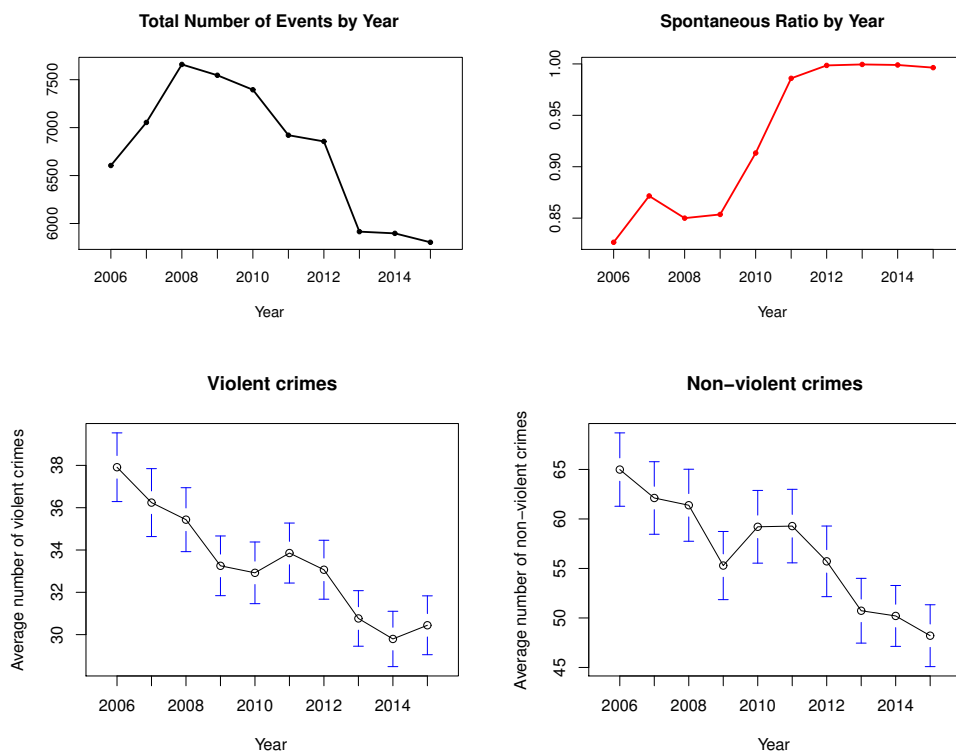 Total Number of Events by Year
7500
7000
6500
6000
2006 2008 2010 2012 2014
Year
Spontaneous Ratio by Year
1.00
0.95
0.90
0.85
2006 2008 2010 2012 2014
Year
Violent crimes
Average number of violent crimes
38
36
34
32
30
2006 2008 2010 2012 2014
Year
Non−violent crimes
Average number of non−violent crimes
65
60
55
50
45
2006 2008 2010 2012 2014
Year